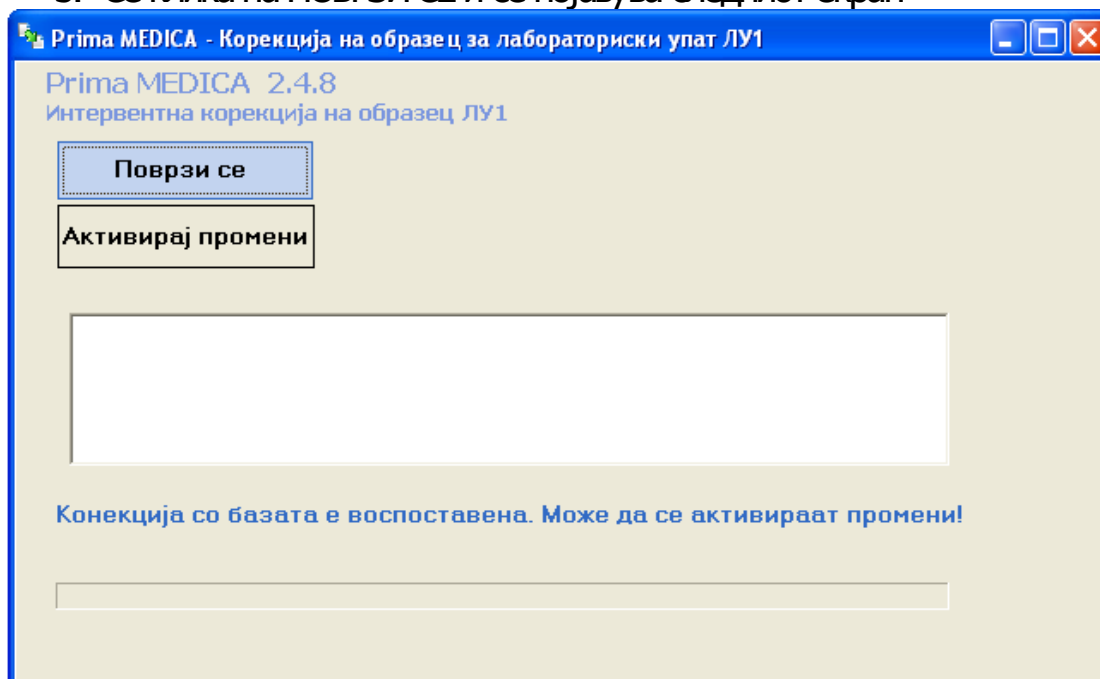 Prima MEDICA - Корекција на образец за лабораториски упат ЛУ1
Prima MEDICA 2.4.8
Интервентна корекција на образец ЛУ1
Поврзи се
Активирај промени
Конекција со базата е воспоставена. Може да се активираат промени!